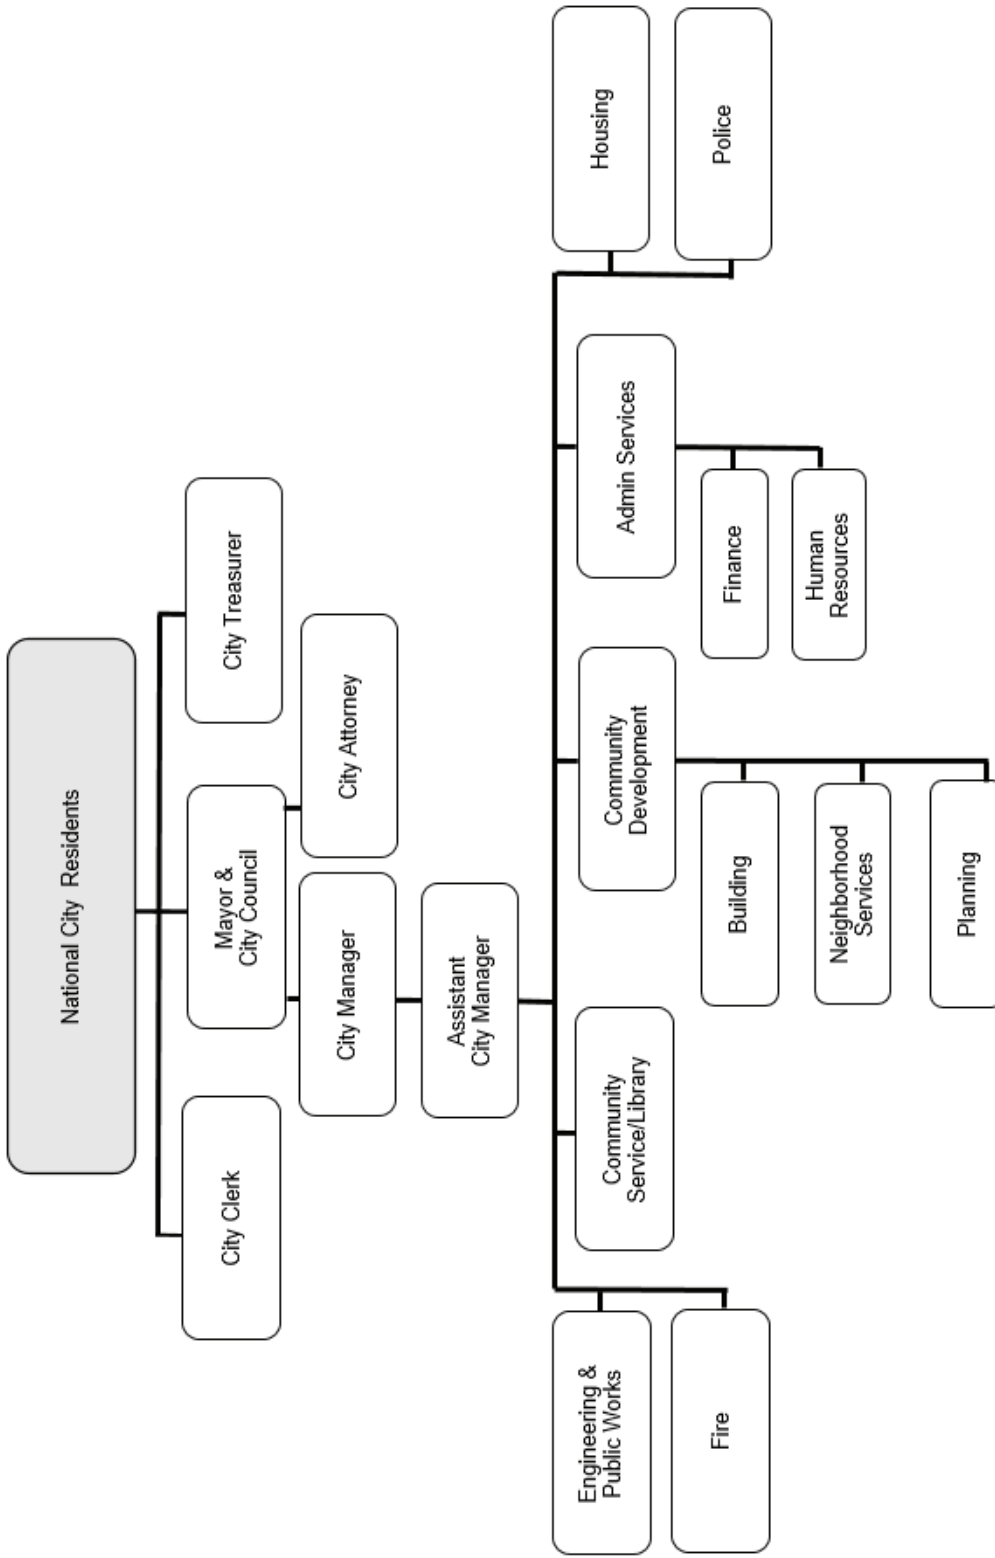 National City Residents
City Clerk
Mayor &
City Council
City Treasurer
City Manager
City Attorney
Assistant
City Manager
Engineering &
Public Works
Fire
Community
Service/Library
Community
Development
Building
Neighborhood
Services
Planning
Admin Services
Finance
Human
Resources
Housing
Police